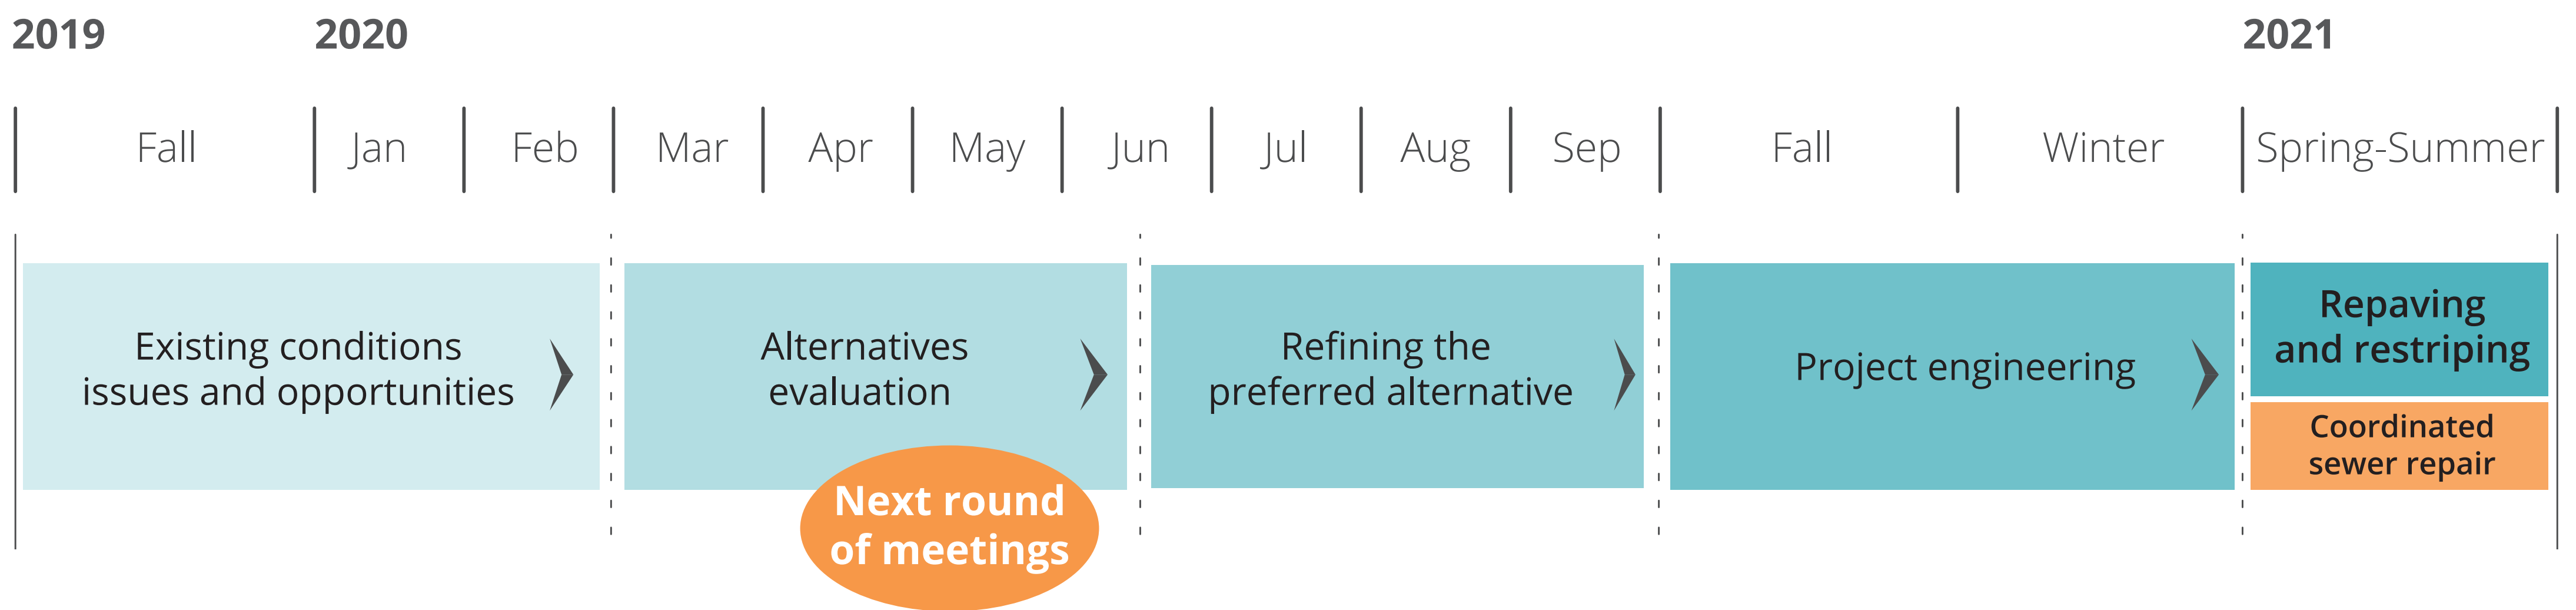 2019 2020 2021
Fall Jan Feb Mar Apr May Jun Jul Aug Sep Fall Winter Spring-Summer
Existing conditions
issues and opportunities
Alternatives
evaluation
Next round
of meetings
Refining the
preferred alternative
Project engineering
Repaving
and restriping
Coordinated
sewer repair